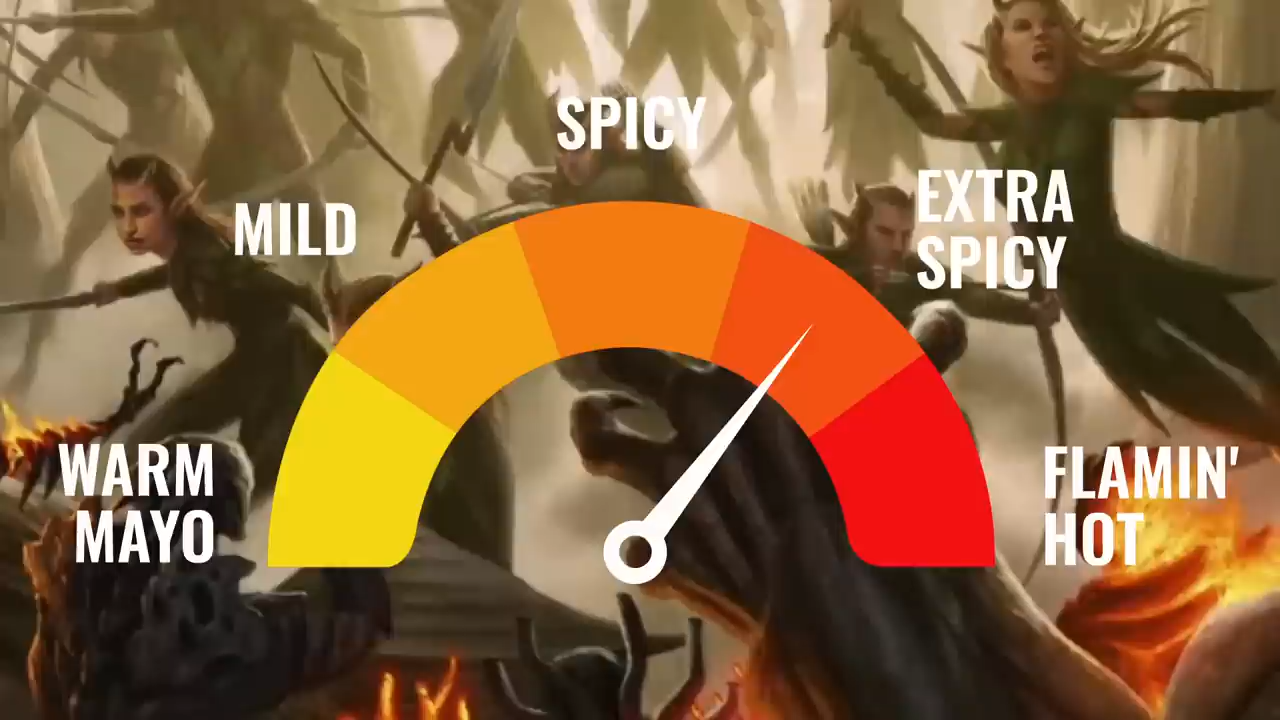 SPICY
MILD
EXTRA
SPICY
WARM
MAYO
FLAMIN'
HOT